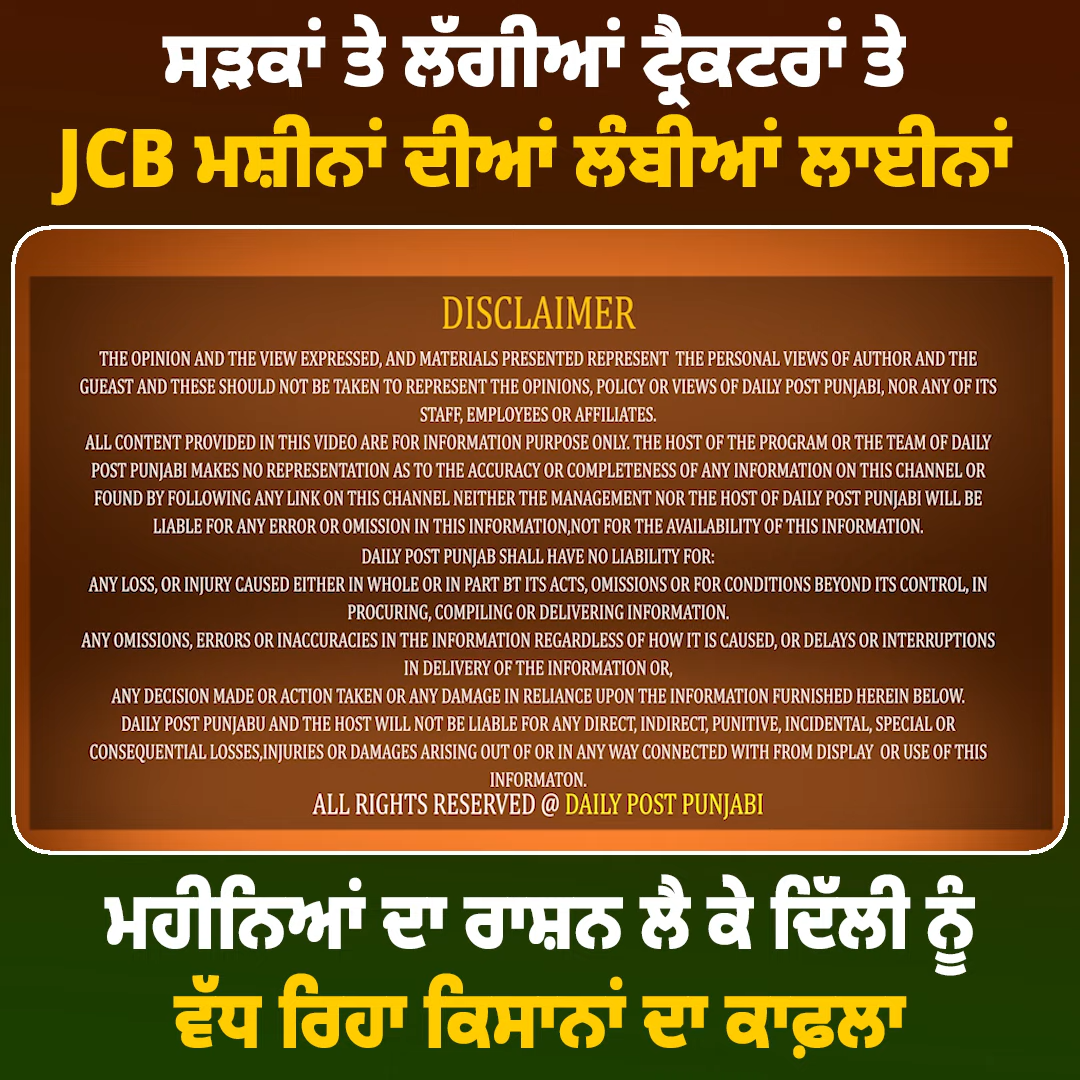 ਸੜਕਾਂ ਤੇ ਲੱਗੀਆਂ ਟ੍ਰੈਕਟਰਾਂ ਤੇ
JCB ਮਸ਼ੀਨਾਂ ਦੀਆਂ ਲੰਬੀਆਂ ਲਾਈਨਾਂ
DISCLAIMER
THE OPINION AND THE VIEW EXPRESSED, AND MATERIALS PRESENTED REPRESENT THE PERSONAL VIEWS OF AUTHOR AND THE
GUEAST AND THESE SHOULD NOT BE TAKEN TO REPRESENT THE OPINIONS, POLICY OR VIEWS OF DAILY POST PUNJABI, NOR ANY OF ITS
STAFF, EMPLOYEES OR AFFILIATES.
ALL CONTENT PROVIDED IN THIS VIDEO ARE FOR INFORMATION PURPOSE ONLY. THE HOST OF THE PROGRAM OR THE TEAM OF DAILY
POST PUNJABI MAKES NO REPRESENTATION AS TO THE ACCURACY OR COMPLETENESS OF ANY INFORMATION ON THIS CHANNEL OR
FOUND BY FOLLOWING ANY LINK ON THIS CHANNEL NEITHER THE MANAGEMENT NOR THE HOST OF DAILY POST PUNJABI WILL BE
LIABLE FOR ANY ERROR OR OMISSION IN THIS INFORMATION,NOT FOR THE AVAILABILITY OF THIS INFORMATION.
DAILY POST PUNJAB SHALL HAVE NO LIABILITY FOR:
ANY LOSS, OR INJURY CAUSED EITHER IN WHOLE OR IN PART BT ITS ACTS, OMISSIONS OR FOR CONDITIONS BEYOND ITS CONTROL, IN
PROCURING, COMPILING OR DELIVERING INFORMATION.
ANY OMISSIONS, ERRORS OR INACCURACIES IN THE INFORMATION REGARDLESS OF HOW IT IS CAUSED, OR DELAYS OR INTERRUPTIONS
IN DELIVERY OF THE INFORMATION OR,
ANY DECISION MADE OR ACTION TAKEN OR ANY DAMAGE IN RELIANCE UPON THE INFORMATION FURNISHED HEREIN BELOW.
DAILY POST PUNJABU AND THE HOST WILL NOT BE LIABLE FOR ANY DIRECT, INDIRECT, PUNITIVE, INCIDENTAL, SPECIAL OR
CONSEQUENTIAL LOSSES,INJURIES OR DAMAGES ARISING OUT OF OR IN ANY WAY CONNECTED WITH FROM DISPLAY OR USE OF THIS
INFORMATON.
ALL RIGHTS RESERVED @ DAILY POST PUNJABI
ਮਹੀਨਿਆਂ ਦਾ ਰਾਸ਼ਨ ਲੈ ਕੇ ਦਿੱਲੀ ਨੂੰ
ਵੱਧ ਰਿਹਾ ਕਿਸਾਨਾਂ ਦਾ ਕਾਫ਼ਲਾ